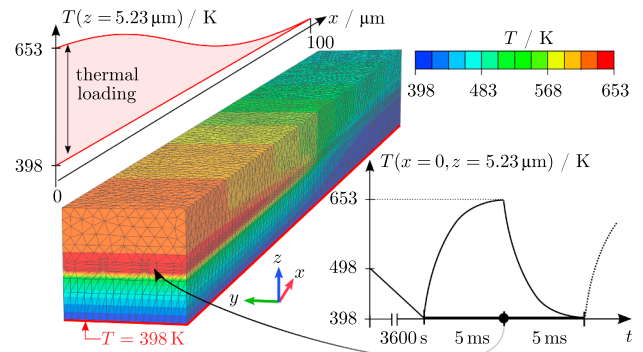 T(z = 5.23 µm) / K
x / µm
100
653
thermal
loading
398
0
T / K
398 483 568 653
T(x = 0, z = 5.23 µm) / K
653
498
398
3600 s 5 ms 5 ms t
z
x
y
T = 398 K